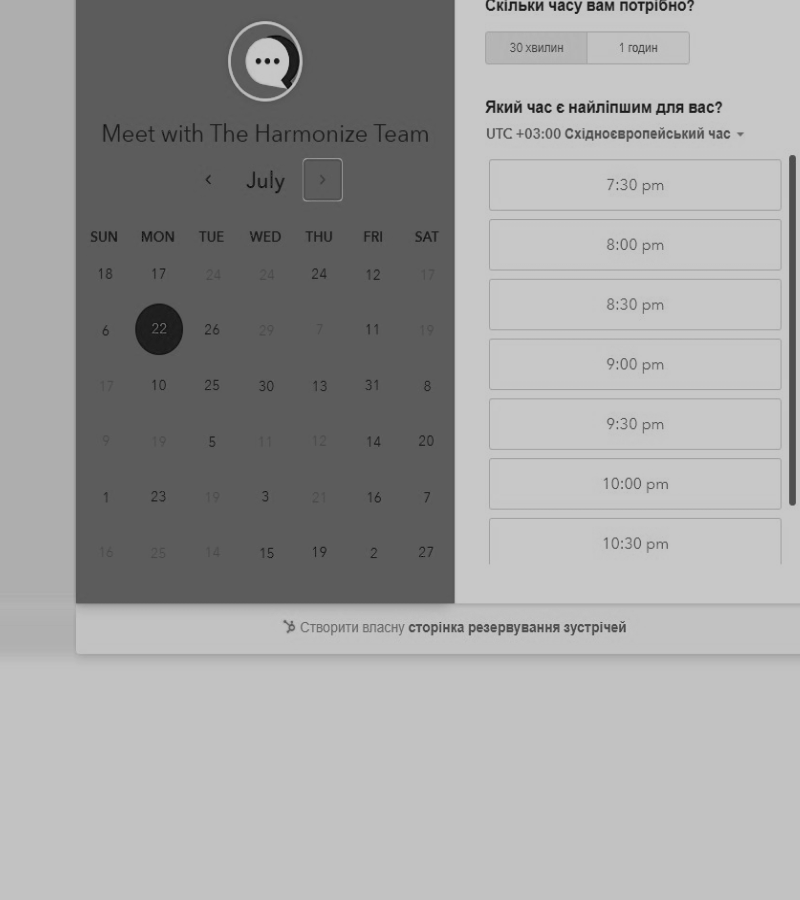 Meet with The Harmonize Team
July
SUN MON TUE WED THU FRI SAT
18 17 24 24 24 12 17
6 22 26 29 7 11 19
17 10 25 30 13 31 8
9 19 5 11 12 14 20
1 23 19 3 21 16 7
16 25 14 15 19 2 27
Скільки часу вам потрібно?
30 хвилин 1 годин
Який час є найліпшим для вас?
UTC +03:00 Східноєвропейський час
7:30 pm
8:00 pm
8:30 pm
9:00 pm
9:30 pm
10:00 pm
10:30 pm
Створити власну сторінка резервування зустрічей